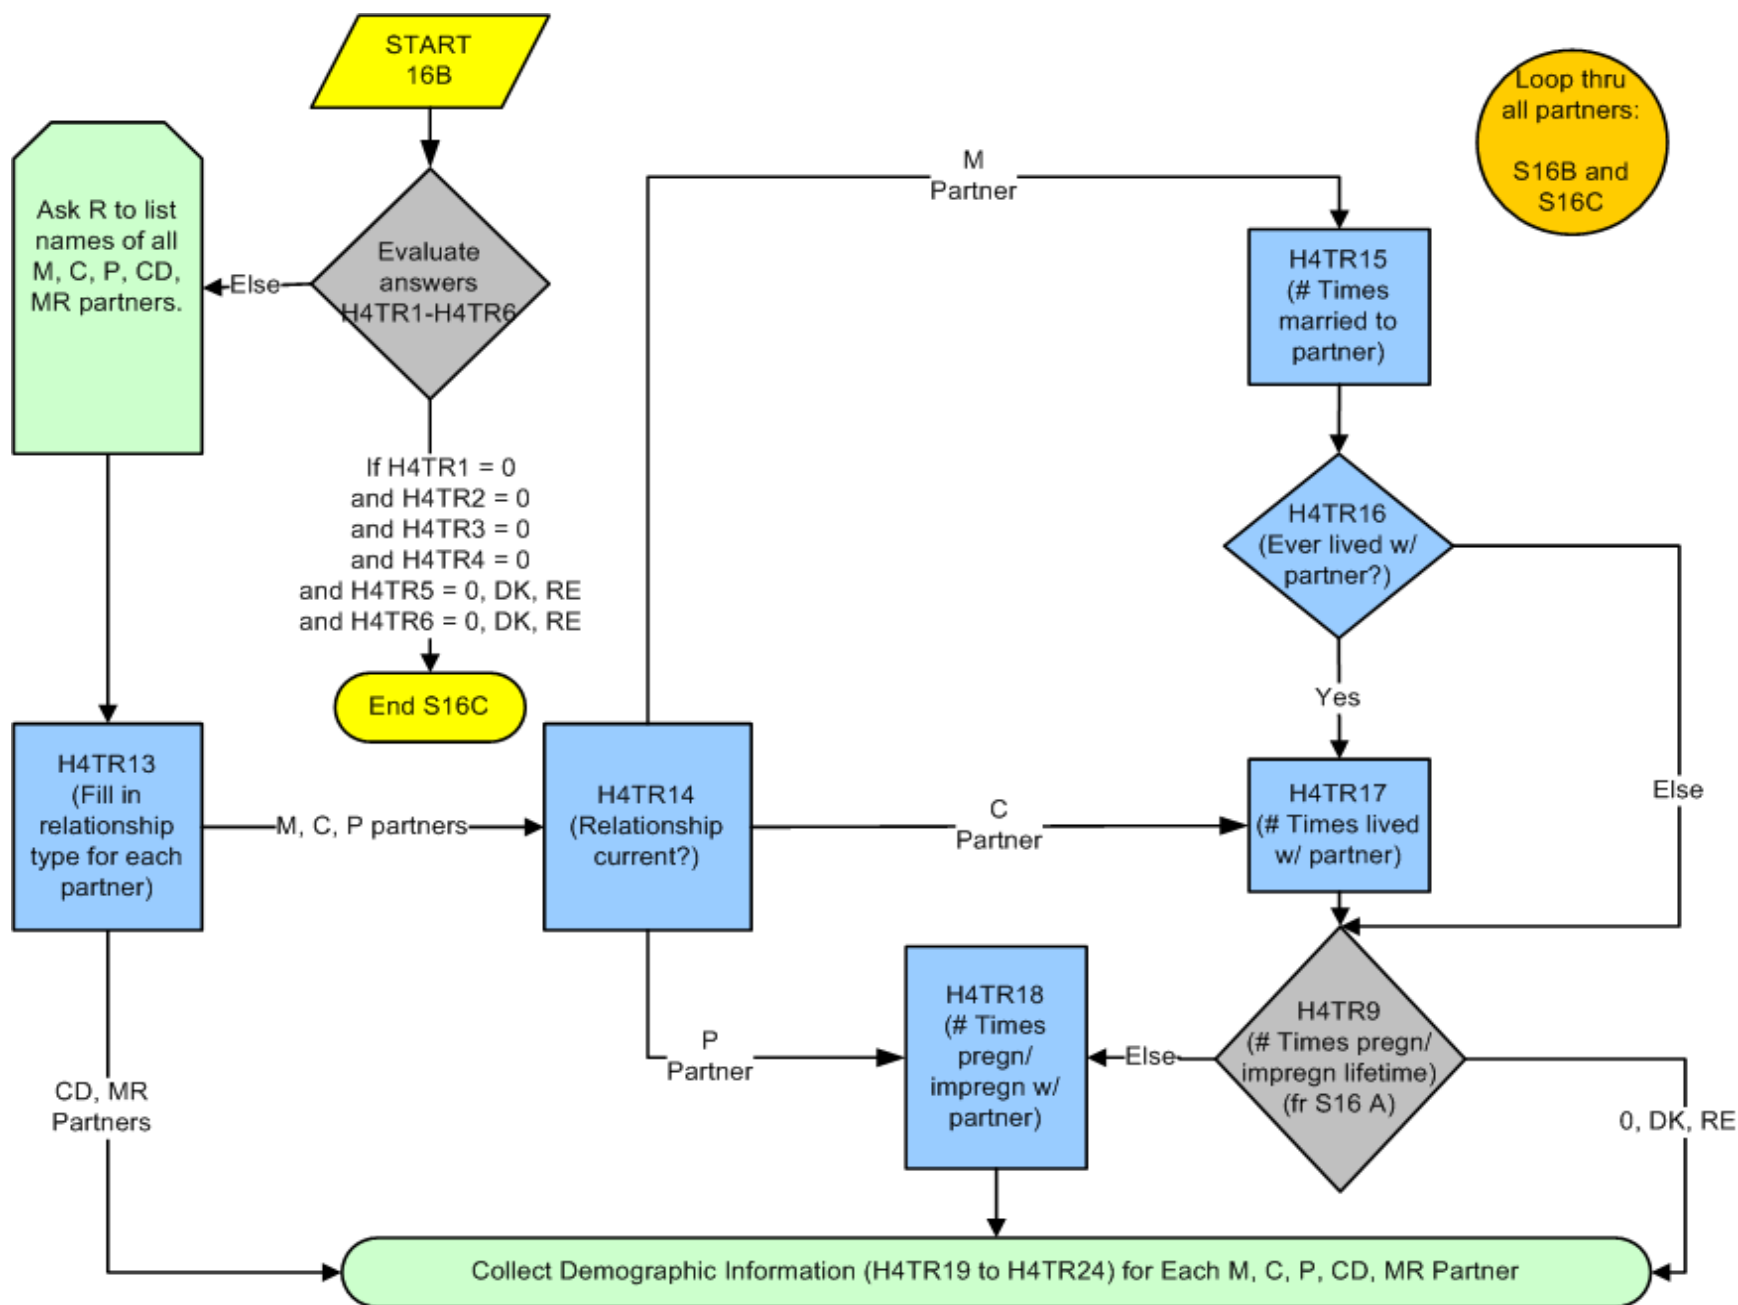 START
16B
Loop thru
all partners:
S16B and
S16C
Ask R to list
names of all
M, C, P, CD,
MR partners.
Else
Evaluate
answers
H4TR1-H4TR6
M
Partner
H4TR15
(# Times
married to
partner)
If H4TR1 = 0
and H4TR2 = 0
and H4TR3 = 0
and H4TR4 = 0
and H4TR5 = 0, DK, RE
and H4TR6 = 0, DK, RE
End S16C
H4TR16
(Ever lived w/
partner?)
Yes
Else
H4TR13
(Fill in
relationship
type for each
partner)
M, C, P partners
H4TR14
(Relationship
current?)
C
Partner
H4TR17
(# Times lived
w/ partner)
P
Partner
H4TR18
(# Times
pregn/
impregn w/
partner)
Else
H4TR9
(# Times pregn/
impregn lifetime)
(fr S16 A)
0, DK, RE
CD, MR
Partners
Collect Demographic Information (H4TR19 to H4TR24) for Each M, C, P, CD, MR Partner